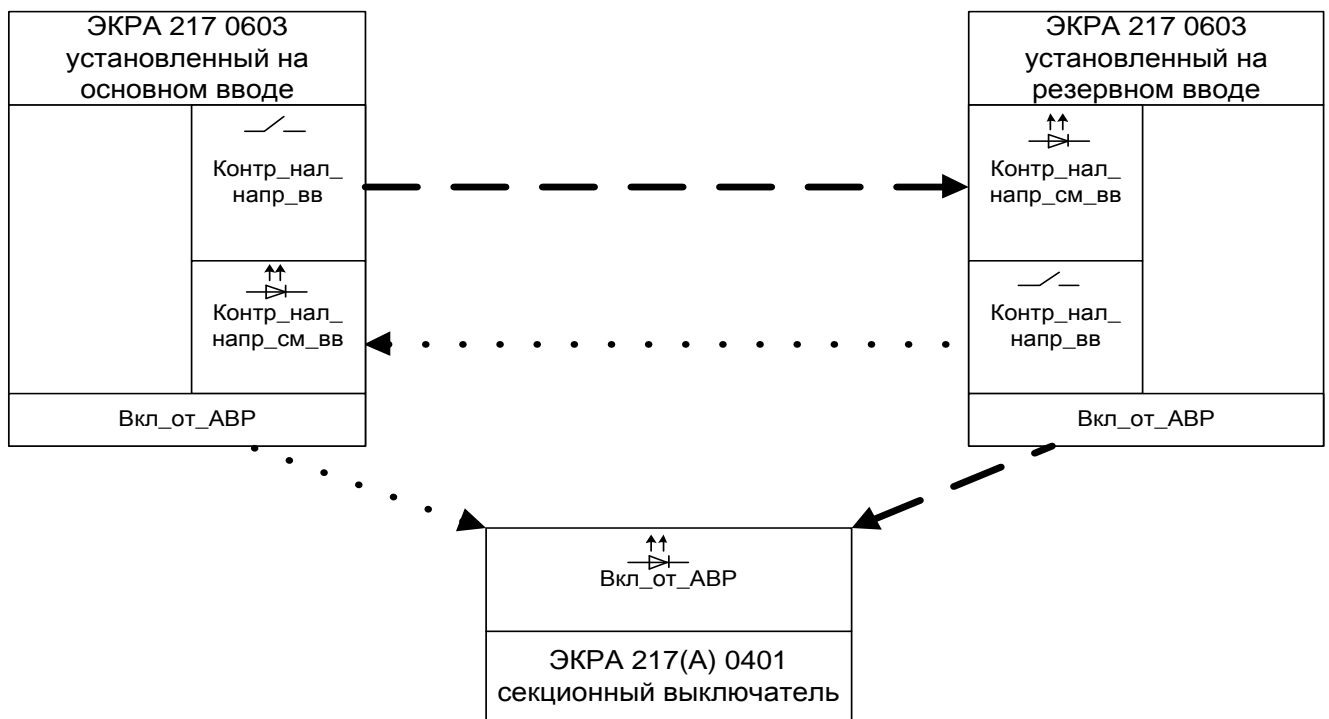 ЭКРА 217 0603
установленный на
основном вводе
Контр_нал_
напр_вв
Контр_нал_
напр_см_вв
Вкл_от_АВР
ЭКРА 217 0603
установленный на
резервном вводе
Контр_нал_
напр_см_вв
Контр_нал_
напр_вв
Вкл_от_АВР
Вкл_от_АВР
ЭКРА 217(А) 0401
секционный выключатель